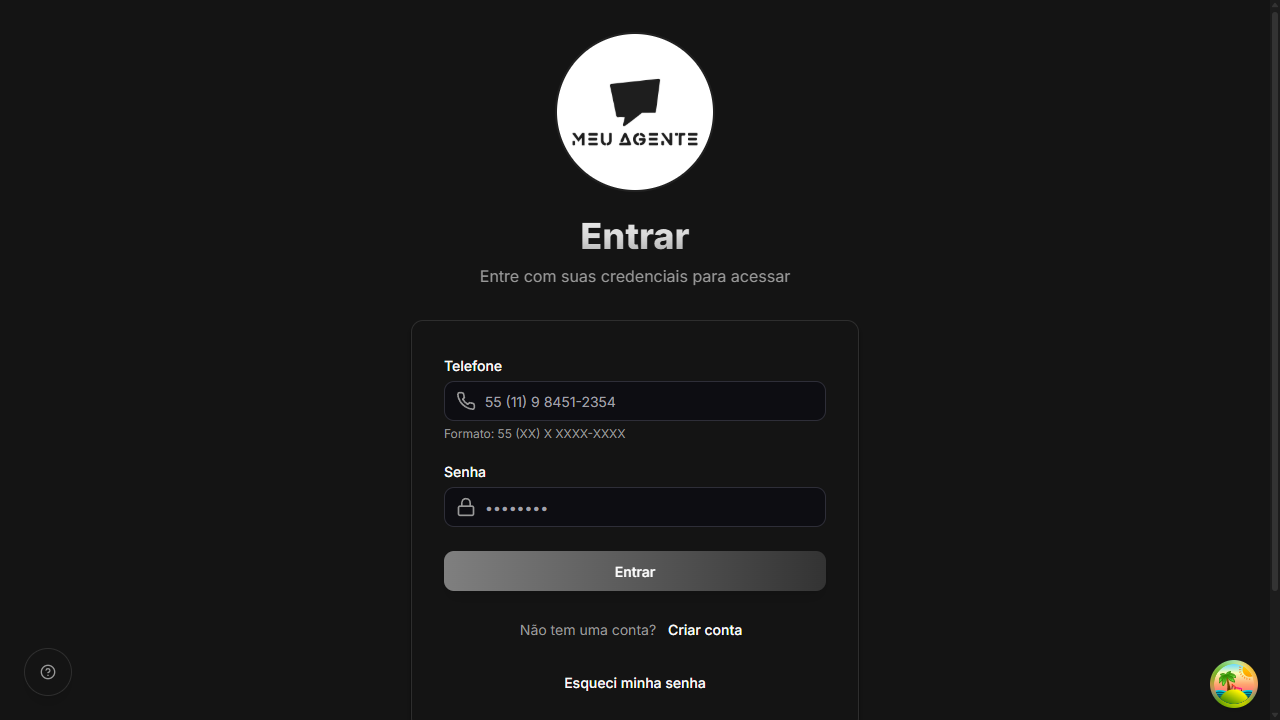 MEU AGENTE
Entrar
Entre com suas credenciais para acessar
Telefone
55 (11) 9 8451-2354
Formato: 55 (XX) X XXXX-XXXX
Senha
••••••••
Entrar
Não tem uma conta? Criar conta
Esqueci minha senha